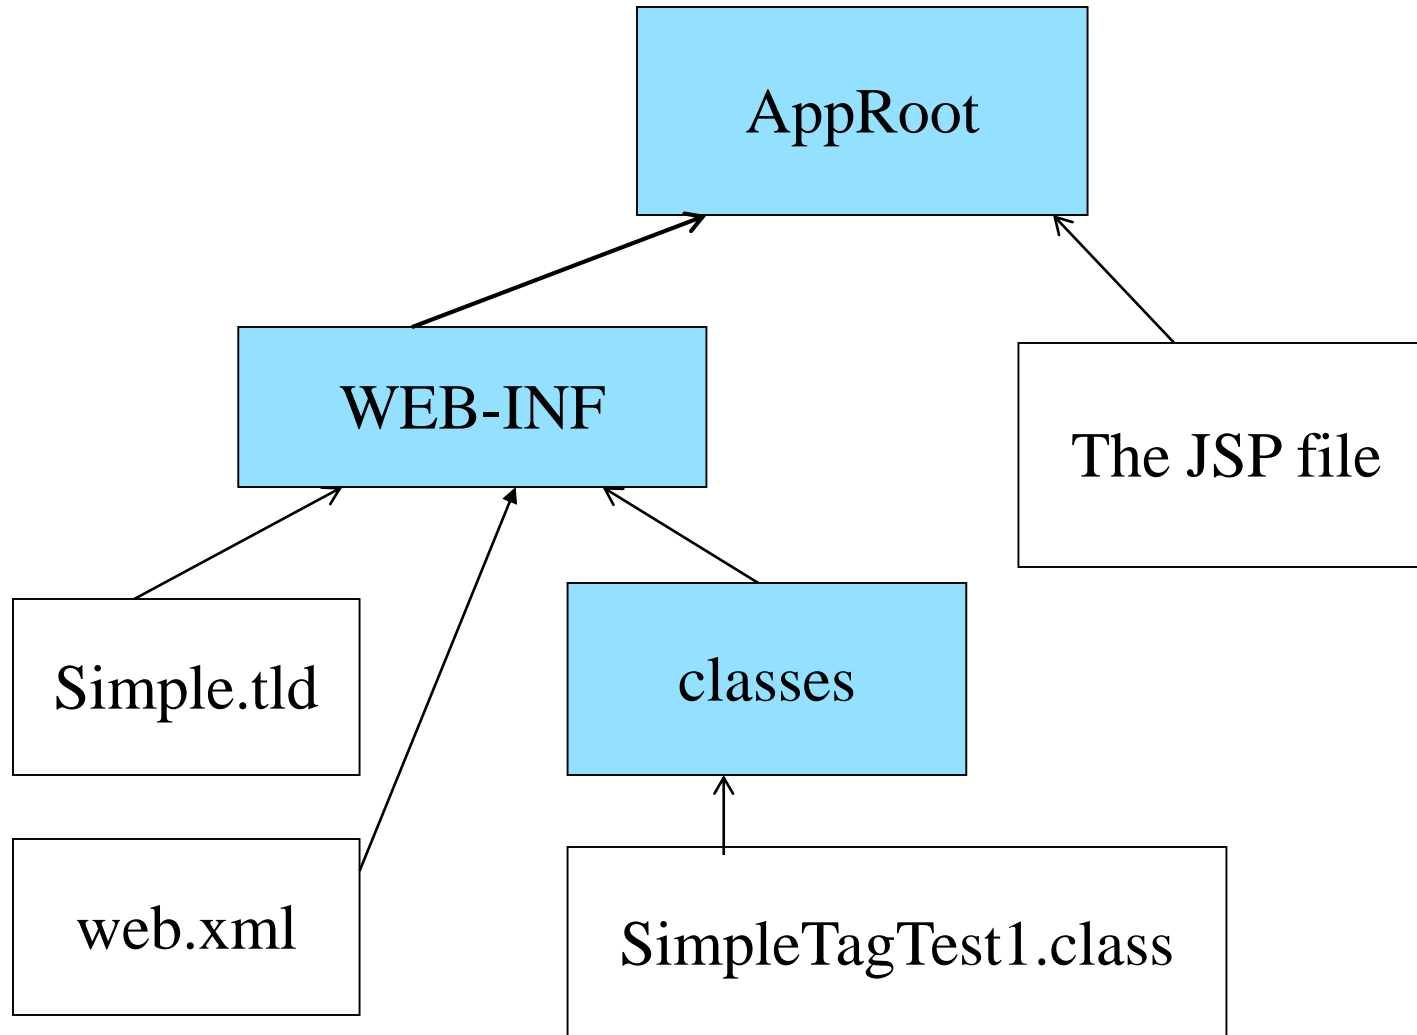 AppRoot
WEB-INF
The JSP file
Simple.tld
classes
web.xml
SimpleTagTest1.class